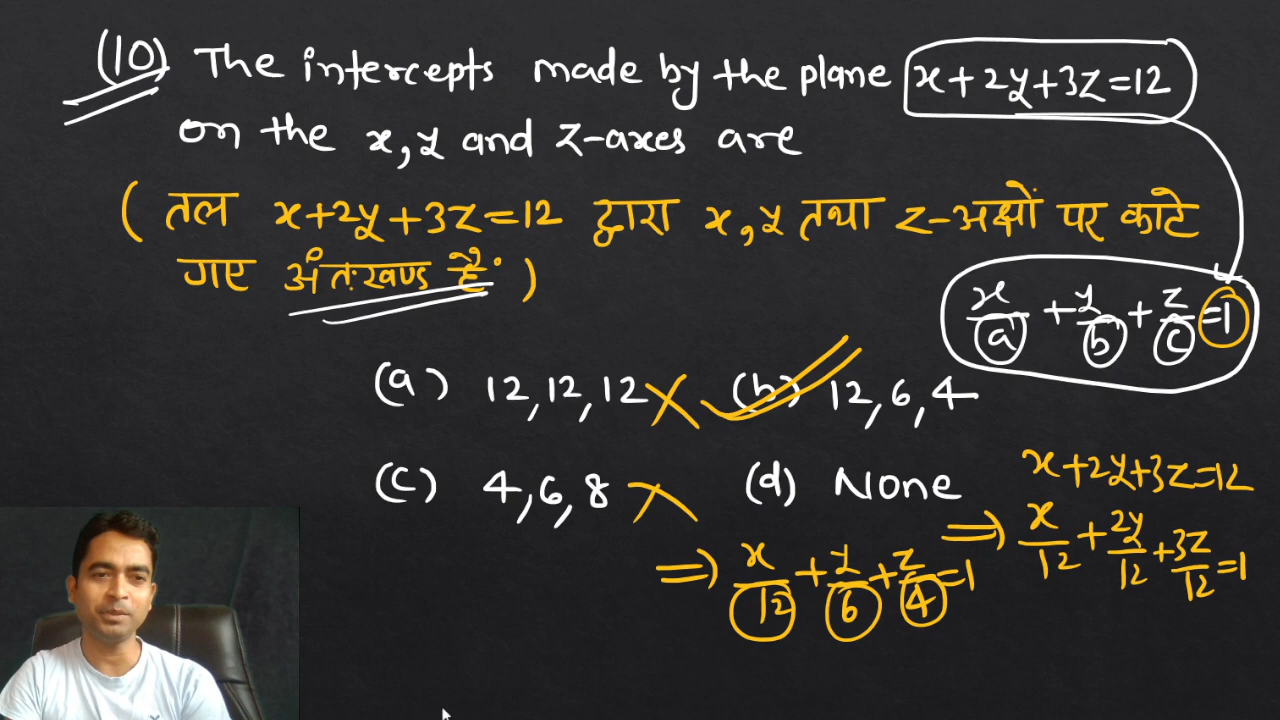 (10) The intercepts made by the plane x+2y+3z=12
on the x,y and z-axes are
( तल x+2y+3z=12 द्वारा x,y तथा z-अक्षों पर काटे
गए अंतःखण्ड हैं )
x/a + y/b + z/c = 1
(a) 12,12,12 (b) 12,6,4
(c) 4,6,8 (d) None
x+2y+3z=12
⇒ x/12 + 2y/12 + 3z/12 = 1
⇒ x/12 + y/6 + z/4 = 1